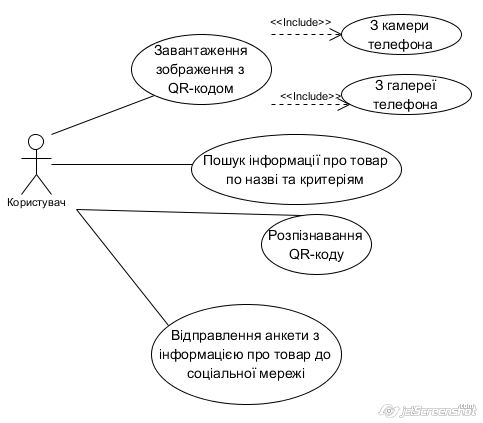 <<Include>>
З камери
телефона
Завантаження
зображення з
QR-кодом
<<Include>>
З галереї
телефона
Користувач
Пошук інформації про товар
по назві та критеріям
Розпізнавання
QR-коду
Відправлення анкети з
інформацією про товар до
соціальної мережі
jetScreenshot